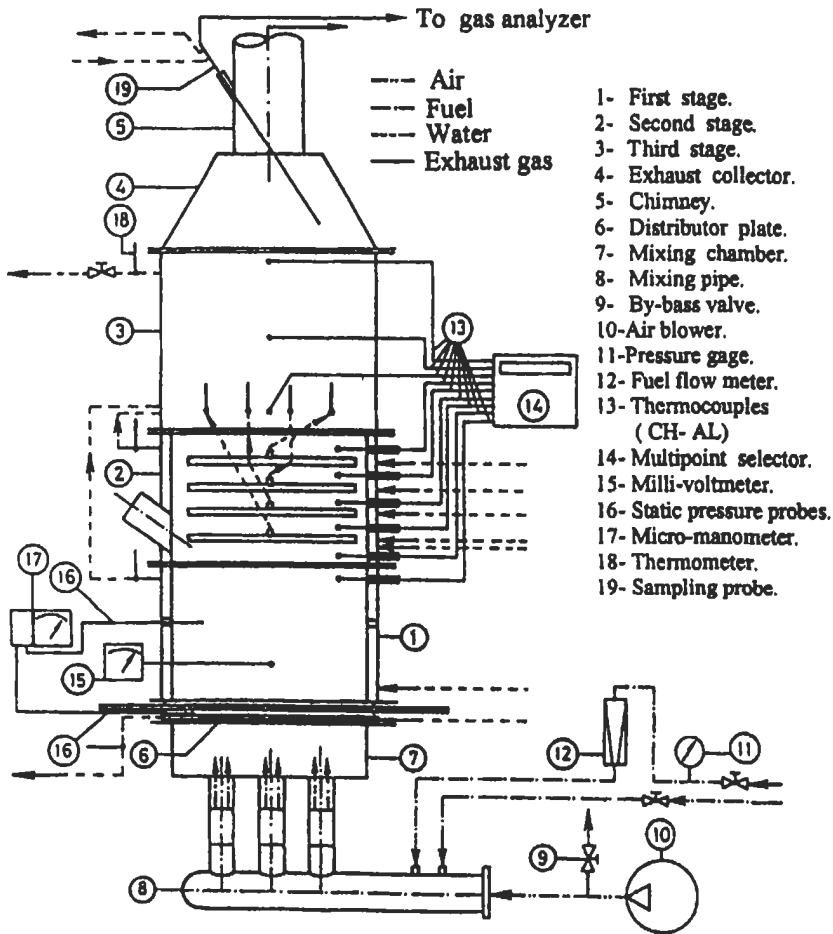 To gas analyzer
Air
Fuel
Water
Exhaust gas
1- First stage.
2- Second stage.
3- Third stage.
4- Exhaust collector.
5- Chimney.
6- Distributor plate.
7- Mixing chamber.
8- Mixing pipe.
9- By-bass valve.
10-Air blower.
11-Pressure gage.
12- Fuel flow meter.
13- Thermocouples
( CH- AL)
14- Multipoint selector.
15- Milli-voltmeter.
16- Static pressure probes.
17- Micro-manometer.
18- Thermometer.
19- Sampling probe.
19
5
4
18
3
13
14
2
17
16
1
15
16
6
7
12
11
10
9
8